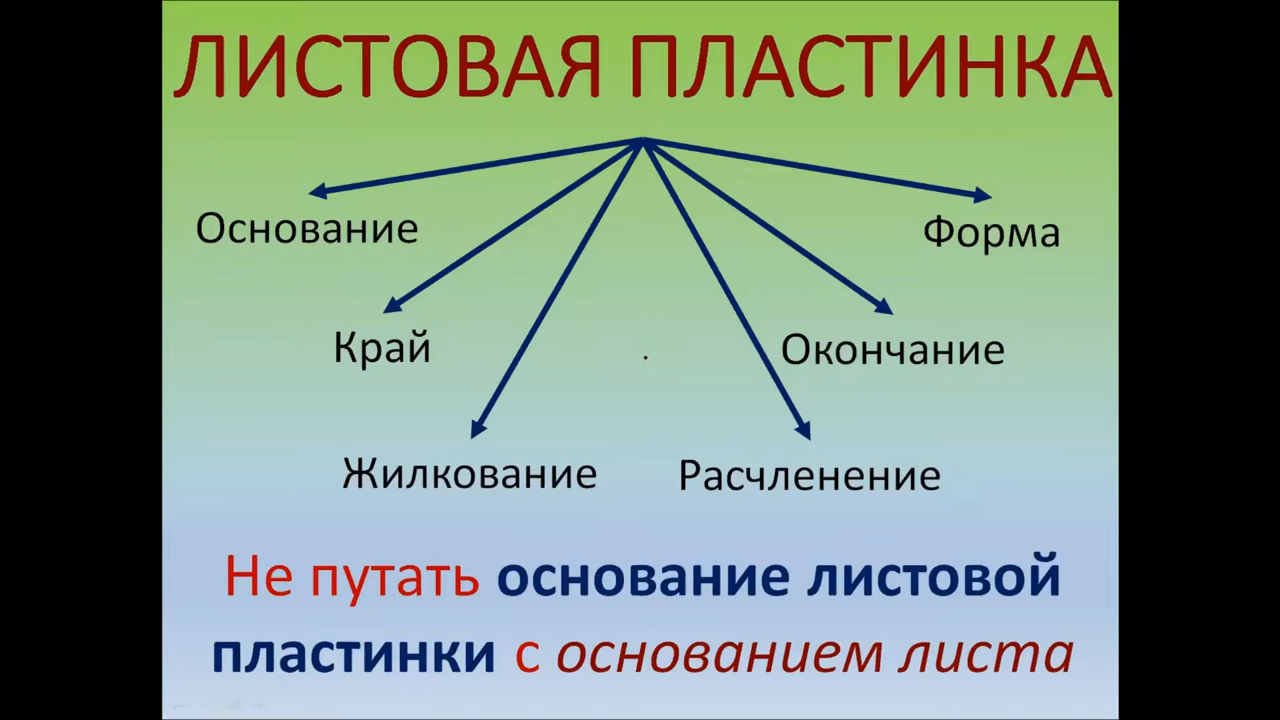 ЛИСТОВАЯ ПЛАСТИНКА
Основание
Форма
Край
Окончание
Жилкование
Расчленение
Не путать основание листовой
пластинки с основанием листа